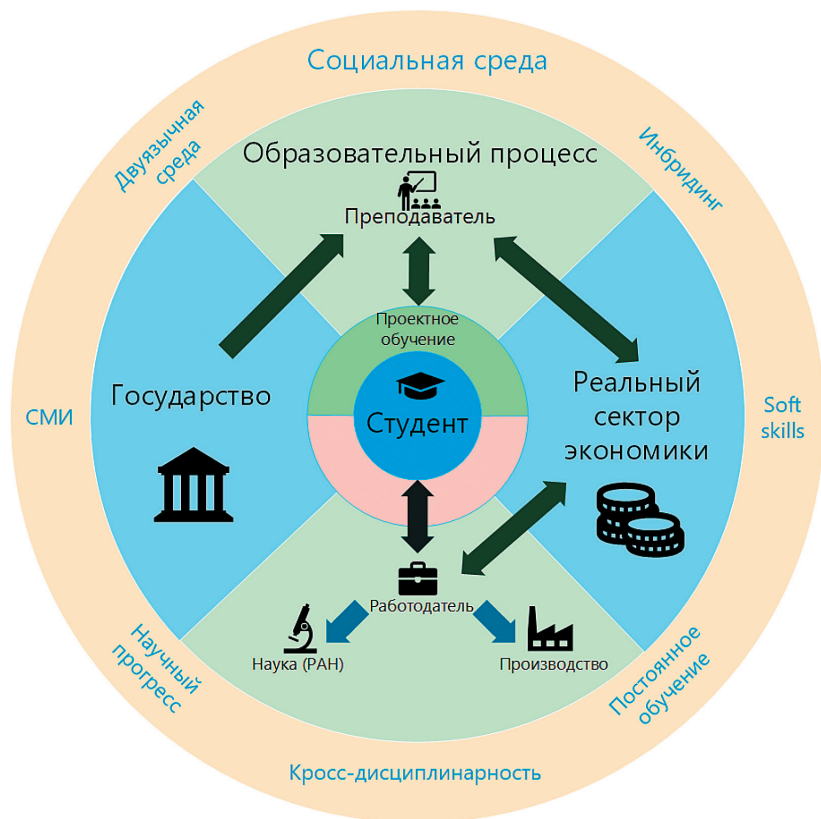 Социальная среда
Двуязычная
среда
Инбридинг
Образовательный процесс
Преподаватель
Проектное
обучение
Государство
Студент
Реальный
сектор
экономики
СМИ
Soft
skills
Работодатель
Наука (РАН)
Производство
Научный
прогресс
Постоянное
обучение
Кросс-дисциплинарность